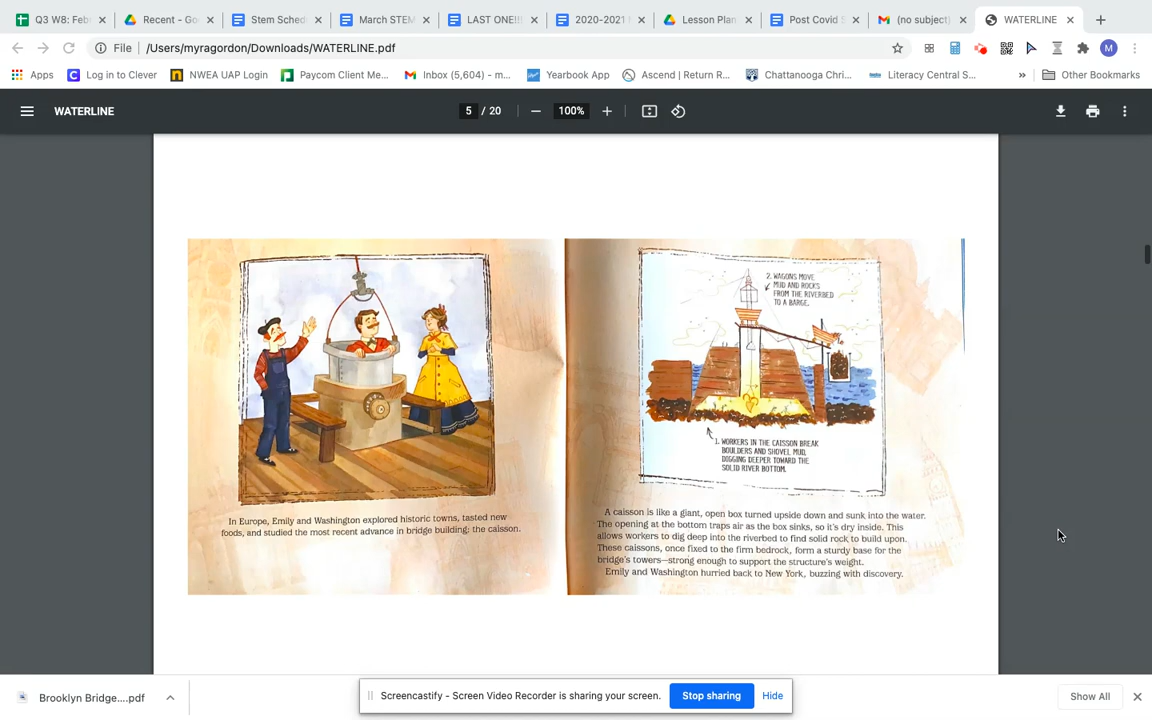 Q3 W8: Feb
Recent - Go
Stem Sched
March STEM
LAST ONE!!!
2020-2021
Lesson Plan
Post Covid S
(no subject)
WATERLINE
File /Users/myragordon/Downloads/WATERLINE.pdf
M
Apps
Log in to Clever
NWEA UAP Login
Paycom Client Me...
Inbox (5,604) - m...
Yearbook App
Ascend | Return R...
Chattanooga Chri...
Literacy Central S...
»
Other Bookmarks
WATERLINE
5 / 20
100%
2. WAGONS MOVE
MUD AND ROCKS
FROM THE RIVERBED
TO A BARGE.
1. WORKERS IN THE CAISSON BREAK
BOULDERS AND SHOVEL MUD,
DIGGING DEEPER TOWARD THE
SOLID RIVER BOTTOM.
In Europe, Emily and Washington explored historic towns, tasted new
foods, and studied the most recent advance in bridge building: the caisson.
A caisson is like a giant, open box turned upside down and sunk into the water.
The opening at the bottom traps air as the box sinks, so it's dry inside. This
allows workers to dig deep into the riverbed to find solid rock to build upon.
These caissons, once fixed to the firm bedrock, form a sturdy base for the
bridge's towers—strong enough to support the structure's weight.
Emily and Washington hurried back to New York, buzzing with discovery.
Brooklyn Bridge....pdf
Screencastify - Screen Video Recorder is sharing your screen.
Stop sharing
Hide
Show All